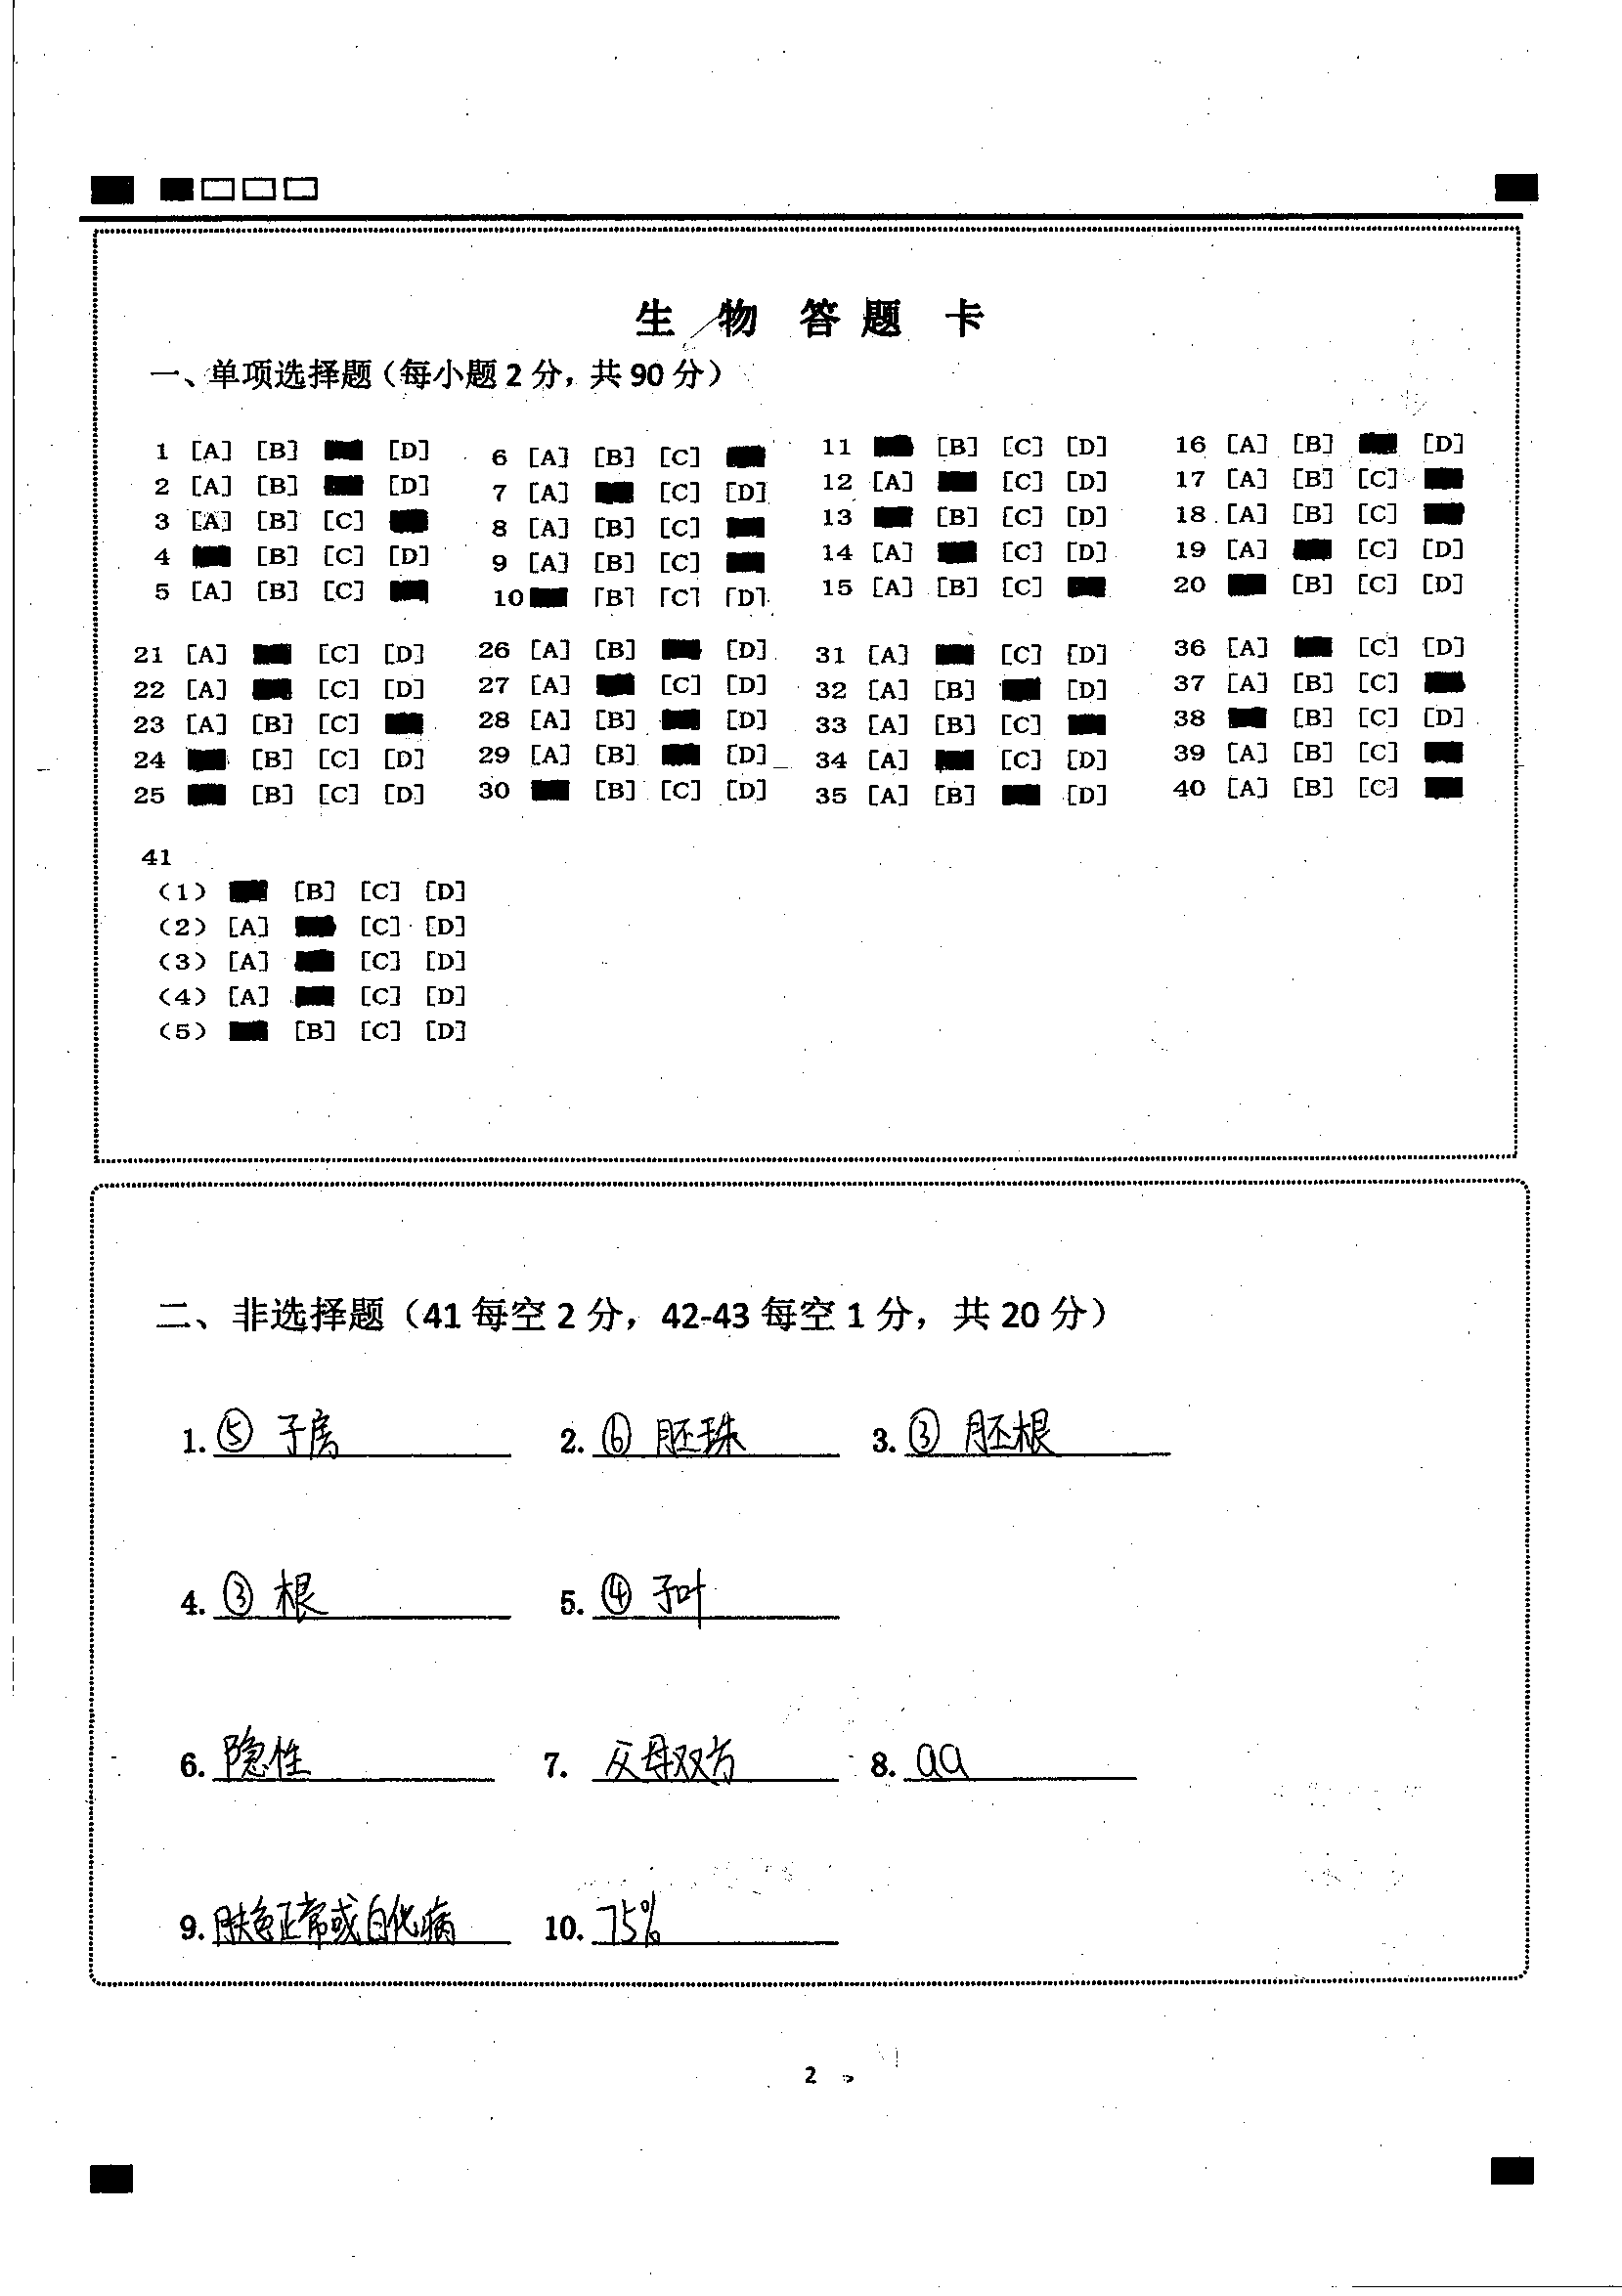 生 物 答 题 卡
一、单项选择题（每小题 2 分，共 90 分）
1 [A] [B] [D] 6 [A] [B] [C] 11 [B] [C] [D] 16 [A] [B] [D]
2 [A] [B] [D] 7 [A] [C] [D] 12 [A] [C] [D] 17 [A] [B] [C]
3 [A] [B] [C] 8 [A] [B] [C] 13 [B] [C] [D] 18 [A] [B] [C]
4 [B] [C] [D] 9 [A] [B] [C] 14 [A] [C] [D] 19 [A] [C] [D]
5 [A] [B] [C] 10 [B] [C] [D] 15 [A] [B] [C] 20 [B] [C] [D]
21 [A] [C] [D] 26 [A] [B] [D] 31 [A] [C] [D] 36 [A] [C] [D]
22 [A] [C] [D] 27 [A] [C] [D] 32 [A] [B] [D] 37 [A] [B] [C]
23 [A] [B] [C] 28 [A] [B] [D] 33 [A] [B] [C] 38 [B] [C] [D]
24 [B] [C] [D] 29 [A] [B] [D] 34 [A] [C] [D] 39 [A] [B] [C]
25 [B] [C] [D] 30 [B] [C] [D] 35 [A] [B] [D] 40 [A] [B] [C]
41
(1) [B] [C] [D]
(2) [A] [C] [D]
(3) [A] [C] [D]
(4) [A] [C] [D]
(5) [B] [C] [D]
二、非选择题（41 每空 2 分，42-43 每空 1 分，共 20 分）
1. ⑤ 子房 2. ⑥ 胚珠 3. ③ 胚根
4. ③ 根 5. ④ 子叶
6. 隐性 7. 父母双方 8. aa
9. 肤色正常或白化病 10. 75%
2